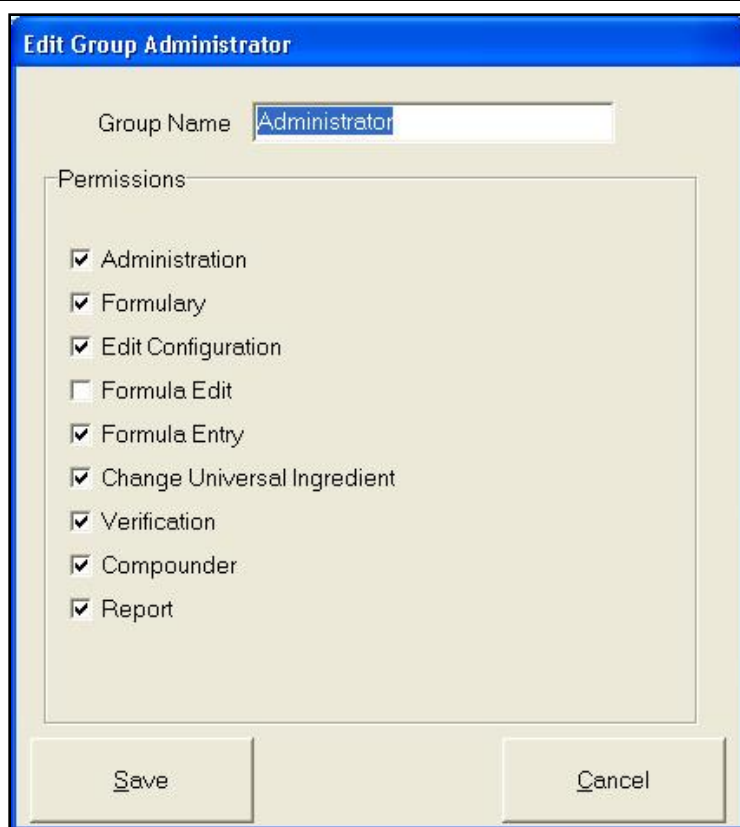 Edit Group Administrator
Group Name Administrator
Permissions
Administration
Formulary
Edit Configuration
Formula Edit
Formula Entry
Change Universal Ingredient
Verification
Compounder
Report
Save Cancel